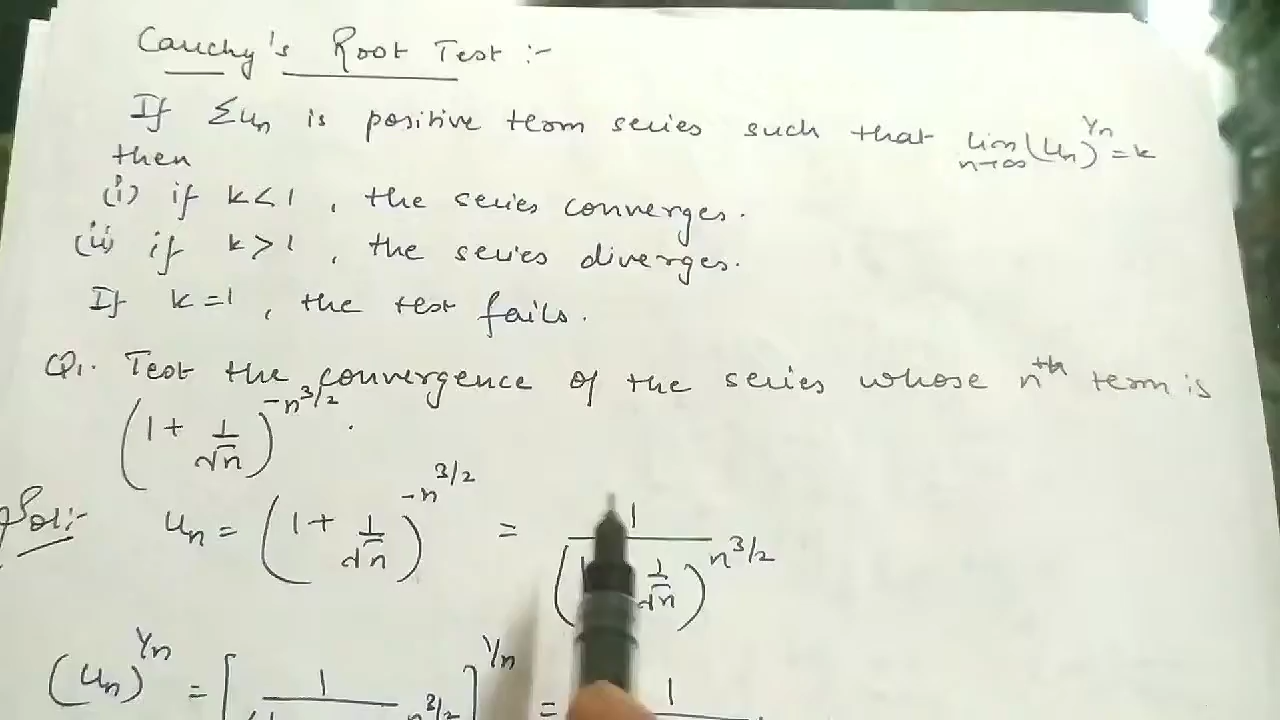 Cauchy's Root Test :-
If Σuₙ is positive term series such that lim n→∞ (uₙ)^1/n = k
then
(i) if k < 1 , the series converges.
(ii) if k > 1 , the series diverges.
If k = 1 , the test fails.
Q1. Test the convergence of the series whose nth term is
(1 + 1/√n)^-n^3/2 .
Sol:- uₙ = (1 + 1/√n)^-n^3/2 = 1/(1 1/√n)^n^3/2
(uₙ)^1/n = [1/( n^3/2]^1/n = 1